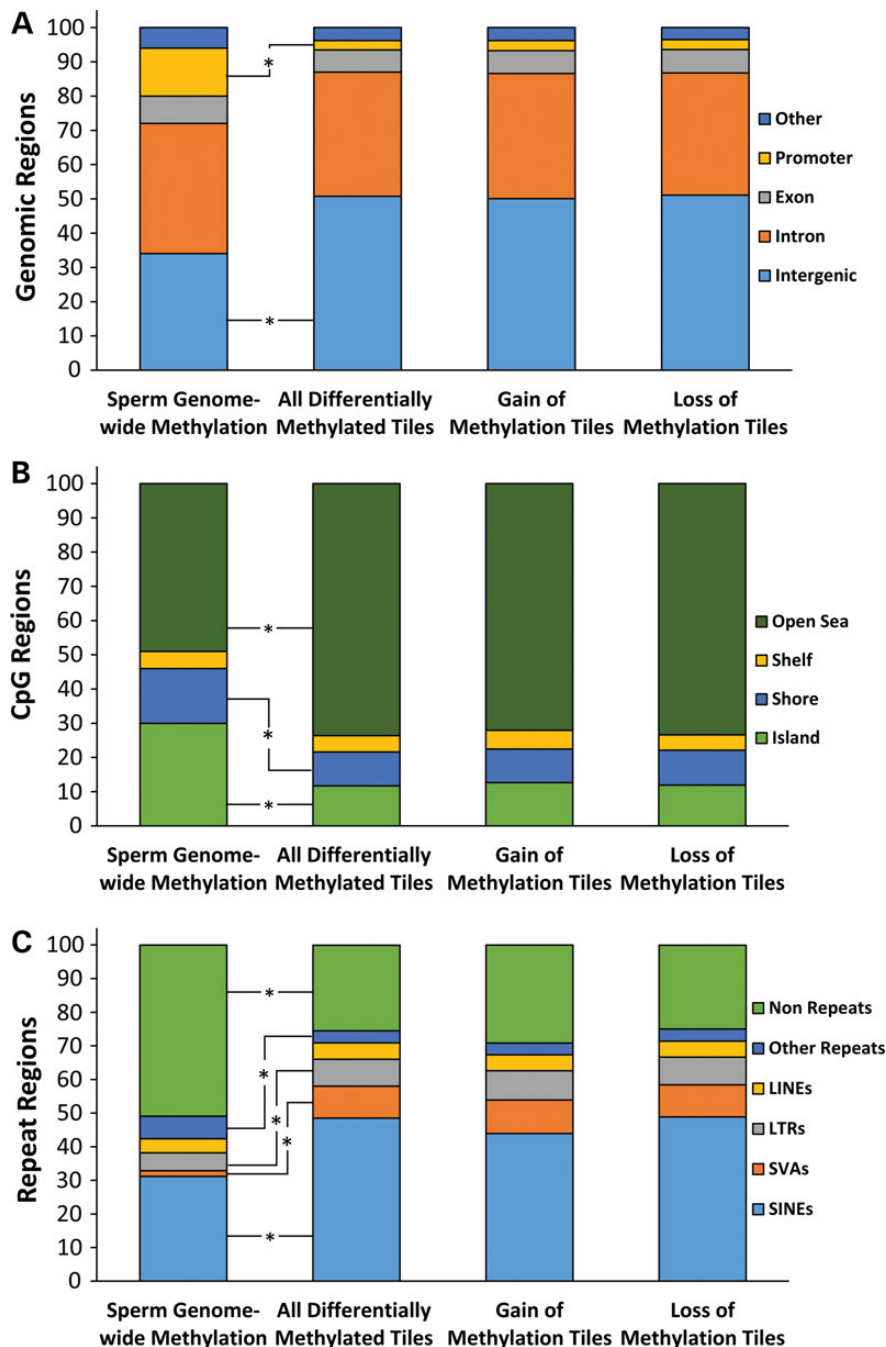 A
Genomic Regions
100
90
80
70
60
50
40
30
20
10
0
*
*
Other
Promoter
Exon
Intron
Intergenic
Sperm Genome-
wide Methylation
All Differentially
Methylated Tiles
Gain of
Methylation Tiles
Loss of
Methylation Tiles
B
CpG Regions
100
90
80
70
60
50
40
30
20
10
0
*
*
*
Open Sea
Shelf
Shore
Island
Sperm Genome-
wide Methylation
All Differentially
Methylated Tiles
Gain of
Methylation Tiles
Loss of
Methylation Tiles
C
Repeat Regions
100
90
80
70
60
50
40
30
20
10
0
*
*
*
*
*
Non Repeats
Other Repeats
LINEs
LTRs
SVAs
SINEs
Sperm Genome-
wide Methylation
All Differentially
Methylated Tiles
Gain of
Methylation Tiles
Loss of
Methylation Tiles